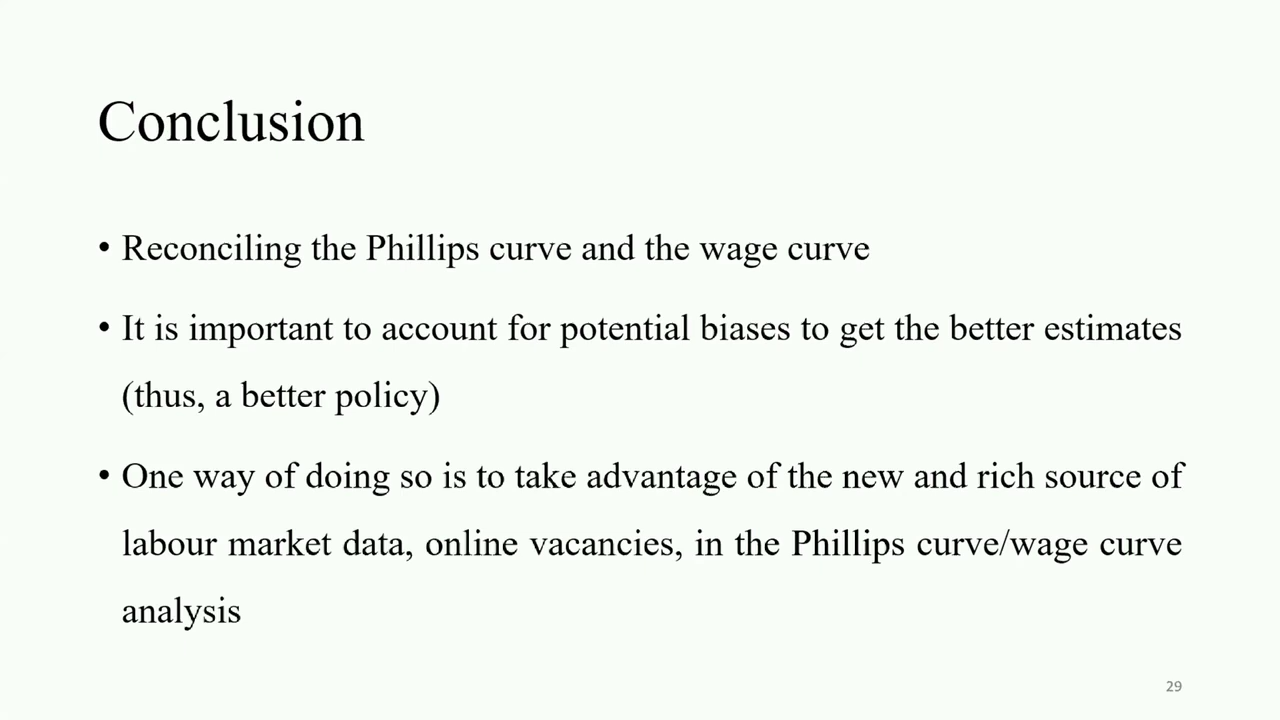 Conclusion
• Reconciling the Phillips curve and the wage curve
• It is important to account for potential biases to get the better estimates
(thus, a better policy)
• One way of doing so is to take advantage of the new and rich source of
labour market data, online vacancies, in the Phillips curve/wage curve
analysis
29